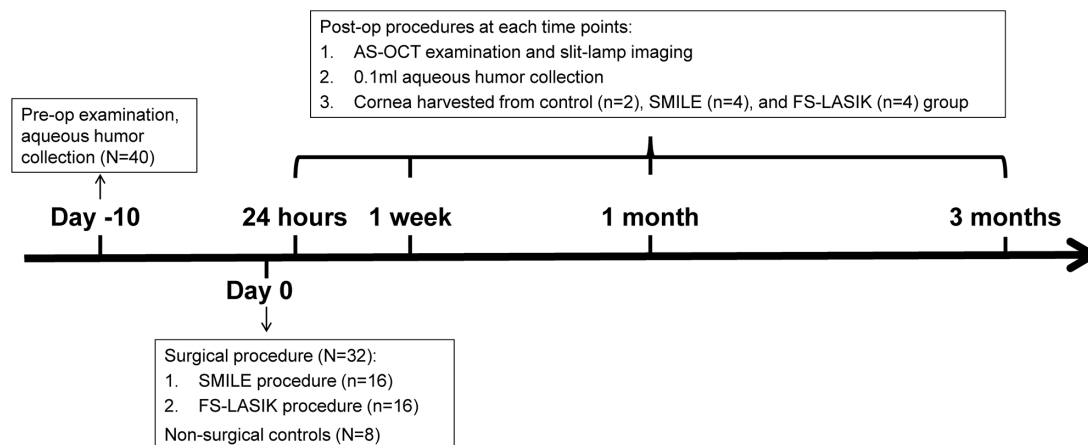 Post-op procedures at each time points:
1. AS-OCT examination and slit-lamp imaging
2. 0.1ml aqueous humor collection
3. Cornea harvested from control (n=2), SMILE (n=4), and FS-LASIK (n=4) group
Pre-op examination,
aqueous humor
collection (N=40)
Day -10
24 hours
1 week
1 month
3 months
Day 0
Surgical procedure (N=32):
1. SMILE procedure (n=16)
2. FS-LASIK procedure (n=16)
Non-surgical controls (N=8)